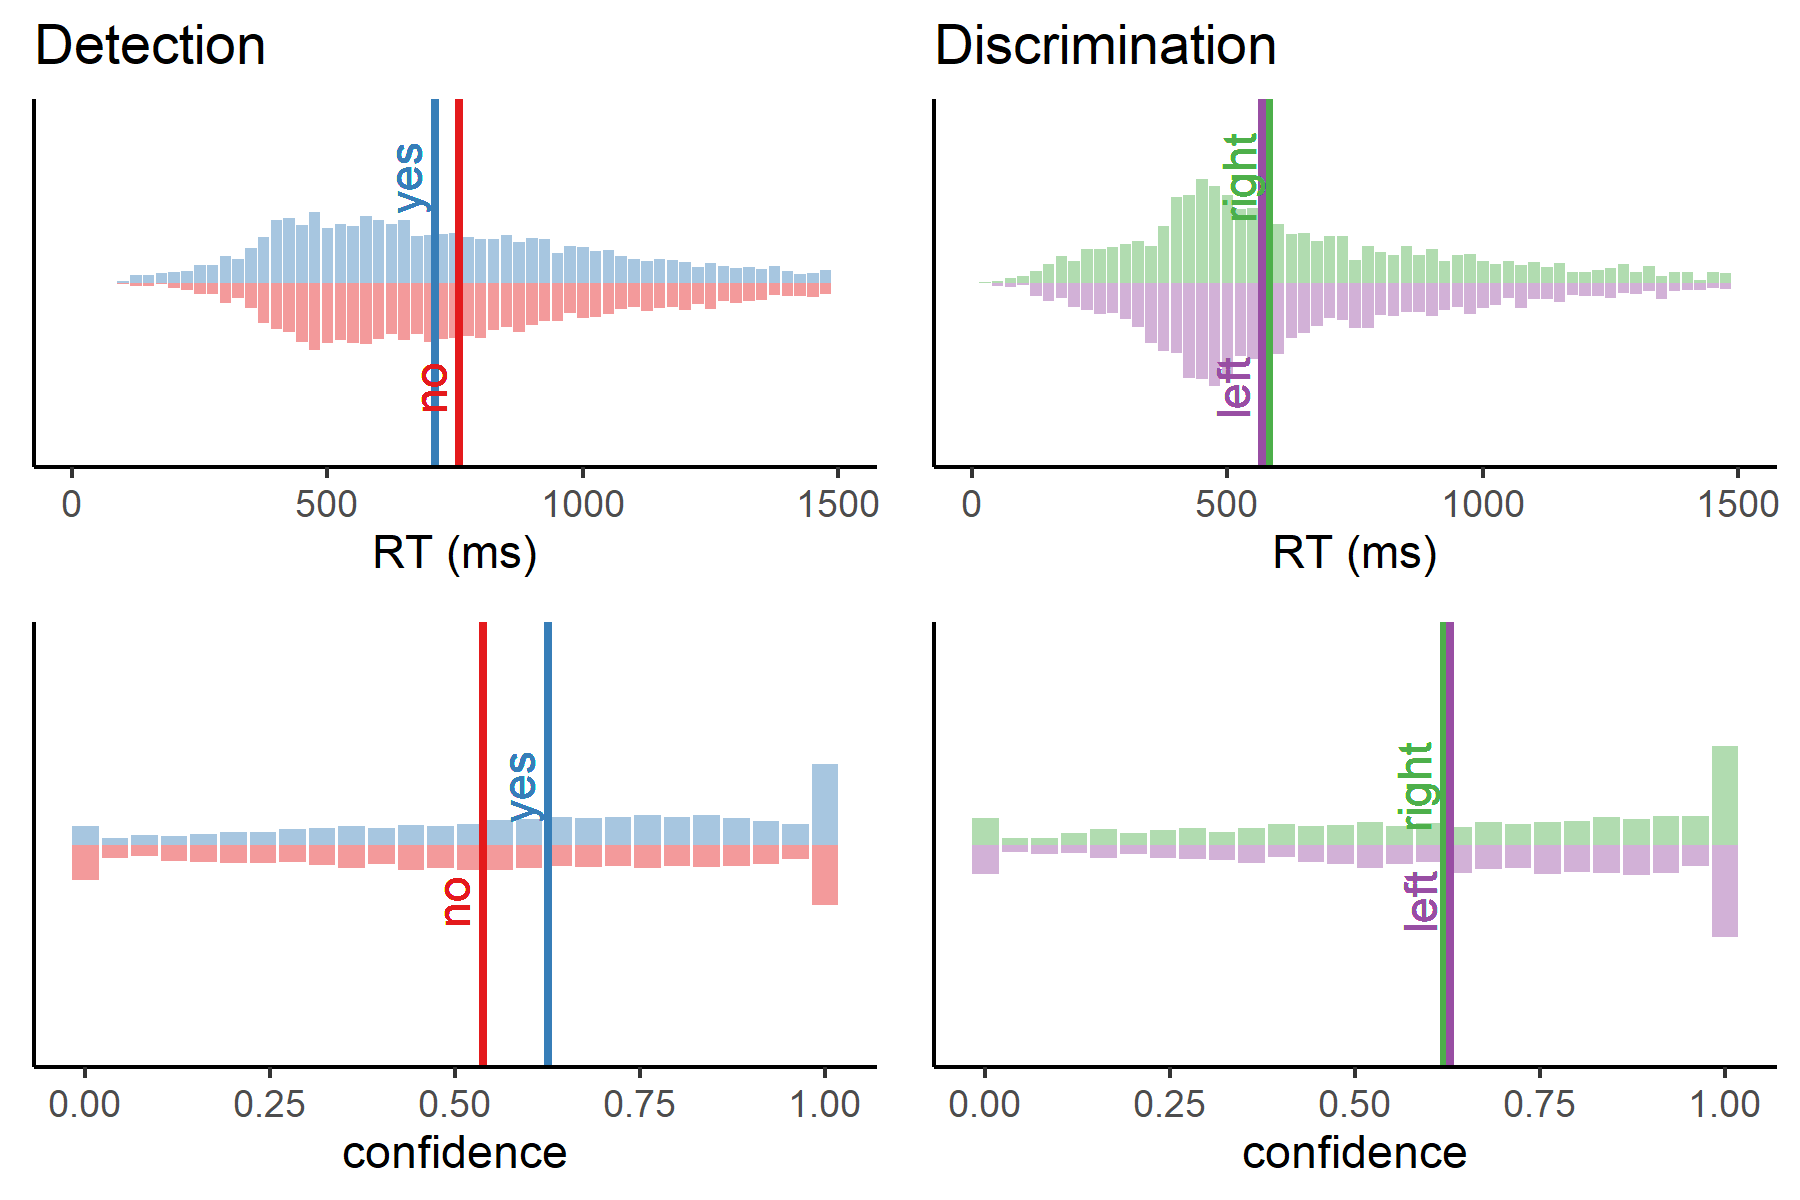 Detection
yes
no
0 500 1000 1500
RT (ms)
Discrimination
right
left
0 500 1000 1500
RT (ms)
yes
no
0.00 0.25 0.50 0.75 1.00
confidence
right
left
0.00 0.25 0.50 0.75 1.00
confidence